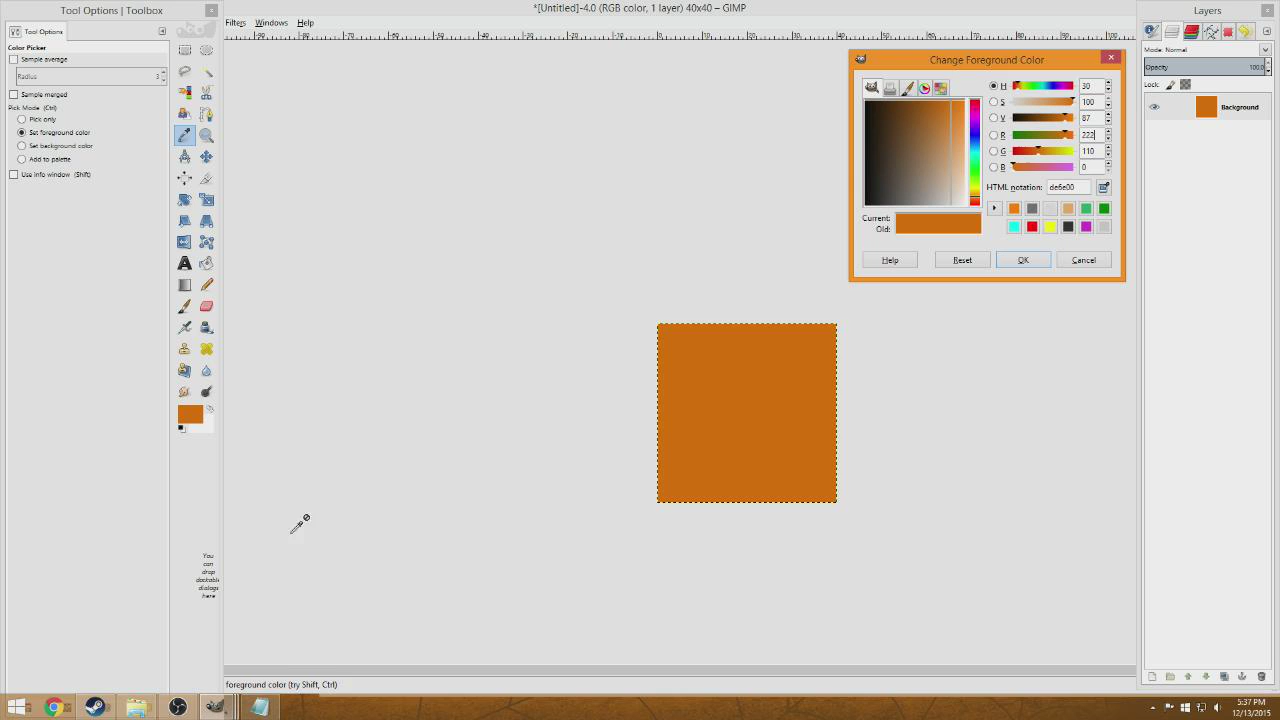 Tool Options | Toolbox
*[Untitled]-4.0 (RGB color, 1 layer) 40x40 – GIMP
Layers
Filters Windows Help
Tool Options
Color Picker
Sample average
Radius 3
Sample merged
Pick Mode (Ctrl)
Pick only
Set foreground color
Set background color
Add to palette
Use info window (Shift)
You
can
drop
dockable
dialogs
here
Change Foreground Color
H 30
S 100
V 87
R 222
G 110
B 0
HTML notation: de6e00
Current:
Old:
Help Reset OK Cancel
Mode: Normal
Opacity 100.0
Lock:
Background
foreground color (try Shift, Ctrl)
5:37 PM
12/13/2015